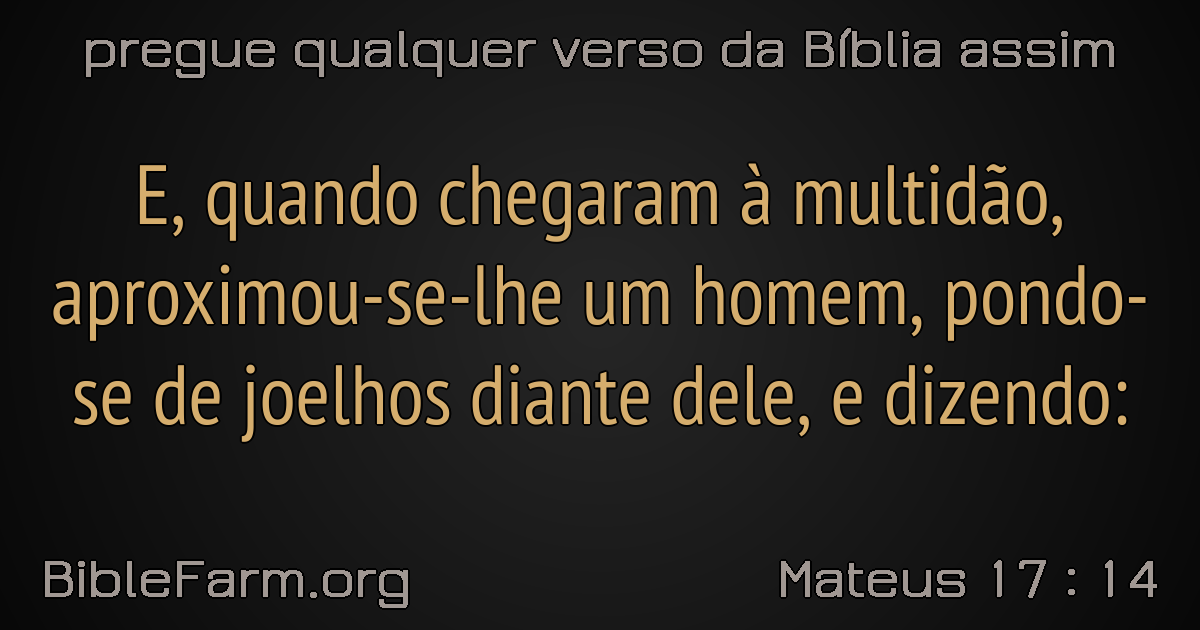 pregue qualquer verso da Bíblia assim
E, quando chegaram à multidão,
aproximou-se-lhe um homem, pondo-
se de joelhos diante dele, e dizendo:
BibleFarm.org
Mateus 17 : 14